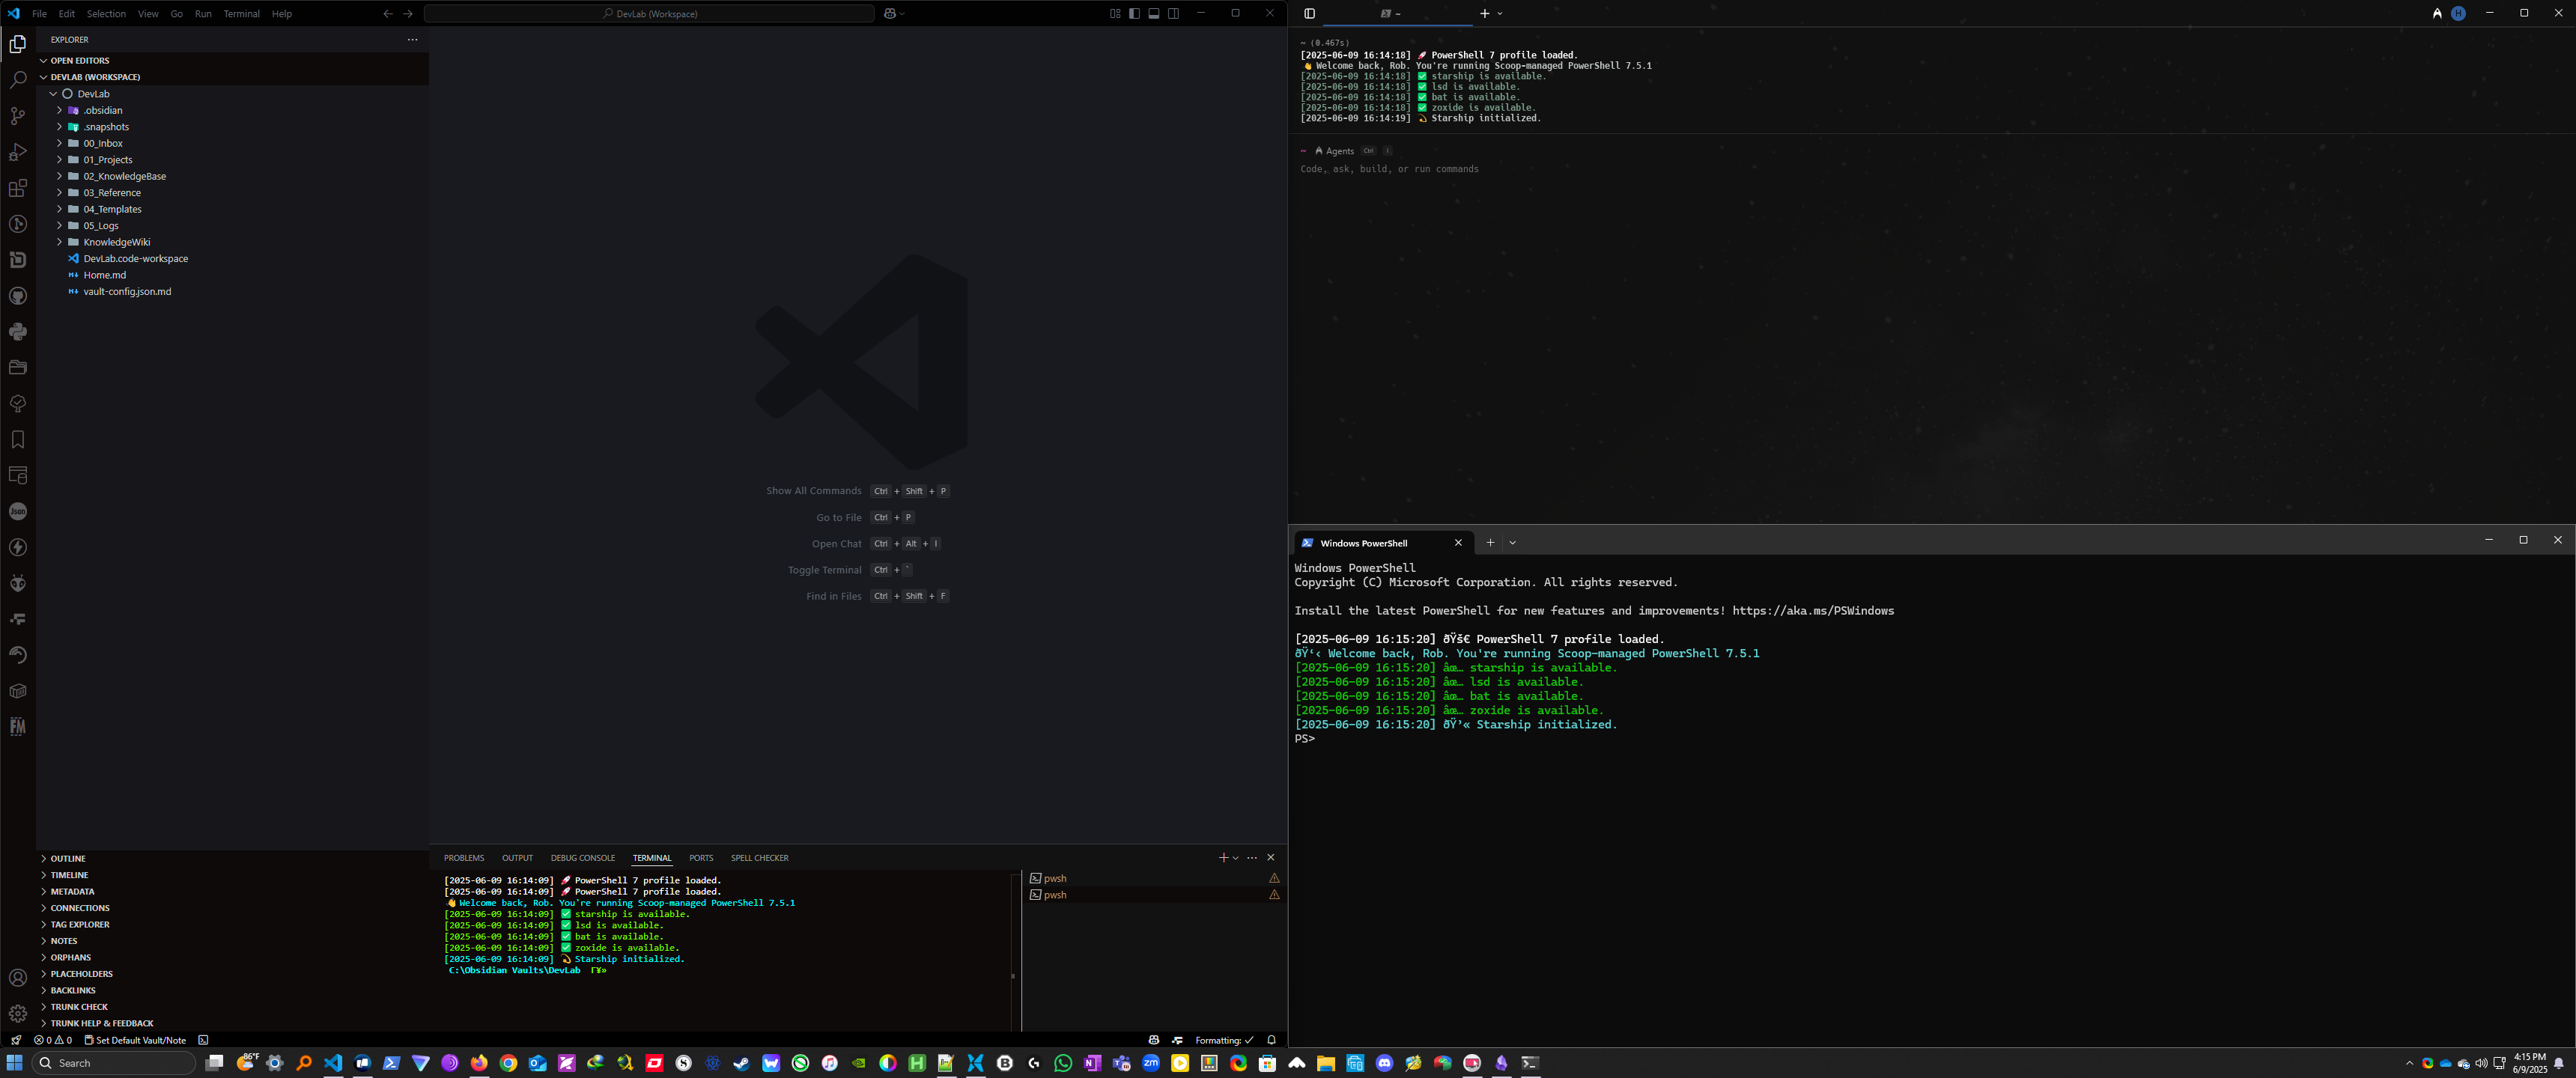 File Edit Selection View Go Run Terminal Help
DevLab (Workspace)
EXPLORER
OPEN EDITORS
DEVLAB (WORKSPACE)
DevLab
.obsidian
.snapshots
00_Inbox
01_Projects
02_KnowledgeBase
03_Reference
04_Templates
05_Logs
KnowledgeWiki
DevLab.code-workspace
Home.md
vault-config.json.md
Json
FM
OUTLINE
TIMELINE
METADATA
CONNECTIONS
TAG EXPLORER
NOTES
ORPHANS
PLACEHOLDERS
BACKLINKS
TRUNK CHECK
TRUNK HELP & FEEDBACK
Show All Commands Ctrl + Shift + P
Go to File Ctrl + P
Open Chat Ctrl + Alt + I
Toggle Terminal Ctrl + `
Find in Files Ctrl + Shift + F
PROBLEMS OUTPUT DEBUG CONSOLE TERMINAL PORTS SPELL CHECKER
[2025-06-09 16:14:09] 🚀 PowerShell 7 profile loaded.
[2025-06-09 16:14:09] 🚀 PowerShell 7 profile loaded.
👋 Welcome back, Rob. You're running Scoop-managed PowerShell 7.5.1
[2025-06-09 16:14:09] ✅ starship is available.
[2025-06-09 16:14:09] ✅ lsd is available.
[2025-06-09 16:14:09] ✅ bat is available.
[2025-06-09 16:14:09] ✅ zoxide is available.
[2025-06-09 16:14:09] 💫 Starship initialized.
C:\Obsidian Vaults\DevLab Γ¥»
pwsh
pwsh
0 0 Set Default Vault/Note
Formatting: ✓
~
H
~ (0.467s)
[2025-06-09 16:14:18] 🚀 PowerShell 7 profile loaded.
👋 Welcome back, Rob. You're running Scoop-managed PowerShell 7.5.1
[2025-06-09 16:14:18] ✅ starship is available.
[2025-06-09 16:14:18] ✅ lsd is available.
[2025-06-09 16:14:18] ✅ bat is available.
[2025-06-09 16:14:18] ✅ zoxide is available.
[2025-06-09 16:14:19] 💫 Starship initialized.
~ Agents Ctrl I
Code, ask, build, or run commands
Windows PowerShell
Windows PowerShell
Copyright (C) Microsoft Corporation. All rights reserved.
Install the latest PowerShell for new features and improvements! https://aka.ms/PSWindows
[2025-06-09 16:15:20] ðŸš€ PowerShell 7 profile loaded.
ðŸ‘‹ Welcome back, Rob. You're running Scoop-managed PowerShell 7.5.1
[2025-06-09 16:15:20] âœ… starship is available.
[2025-06-09 16:15:20] âœ… lsd is available.
[2025-06-09 16:15:20] âœ… bat is available.
[2025-06-09 16:15:20] âœ… zoxide is available.
[2025-06-09 16:15:20] ðŸ’« Starship initialized.
PS>
Search
86°F
zm
4:15 PM
6/9/2025